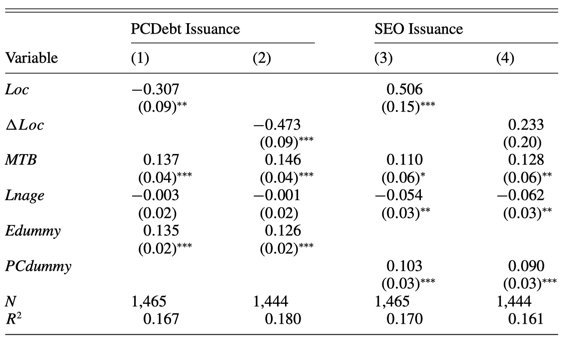 PCDebt Issuance SEO Issuance
Variable (1) (2) (3) (4)
Loc −0.307 0.506
(0.09)** (0.15)***
ΔLoc −0.473 0.233
(0.09)*** (0.20)
MTB 0.137 0.146 0.110 0.128
(0.04)*** (0.04)*** (0.06)* (0.06)**
Lnage −0.003 −0.001 −0.054 −0.062
(0.02) (0.02) (0.03)** (0.03)**
Edummy 0.135 0.126
(0.02)*** (0.02)***
PCdummy 0.103 0.090
(0.03)*** (0.03)***
N 1,465 1,444 1,465 1,444
R² 0.167 0.180 0.170 0.161